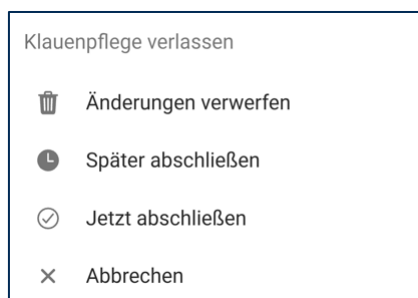 Klauenpflege verlassen
Änderungen verwerfen
Später abschließen
Jetzt abschließen
Abbrechen